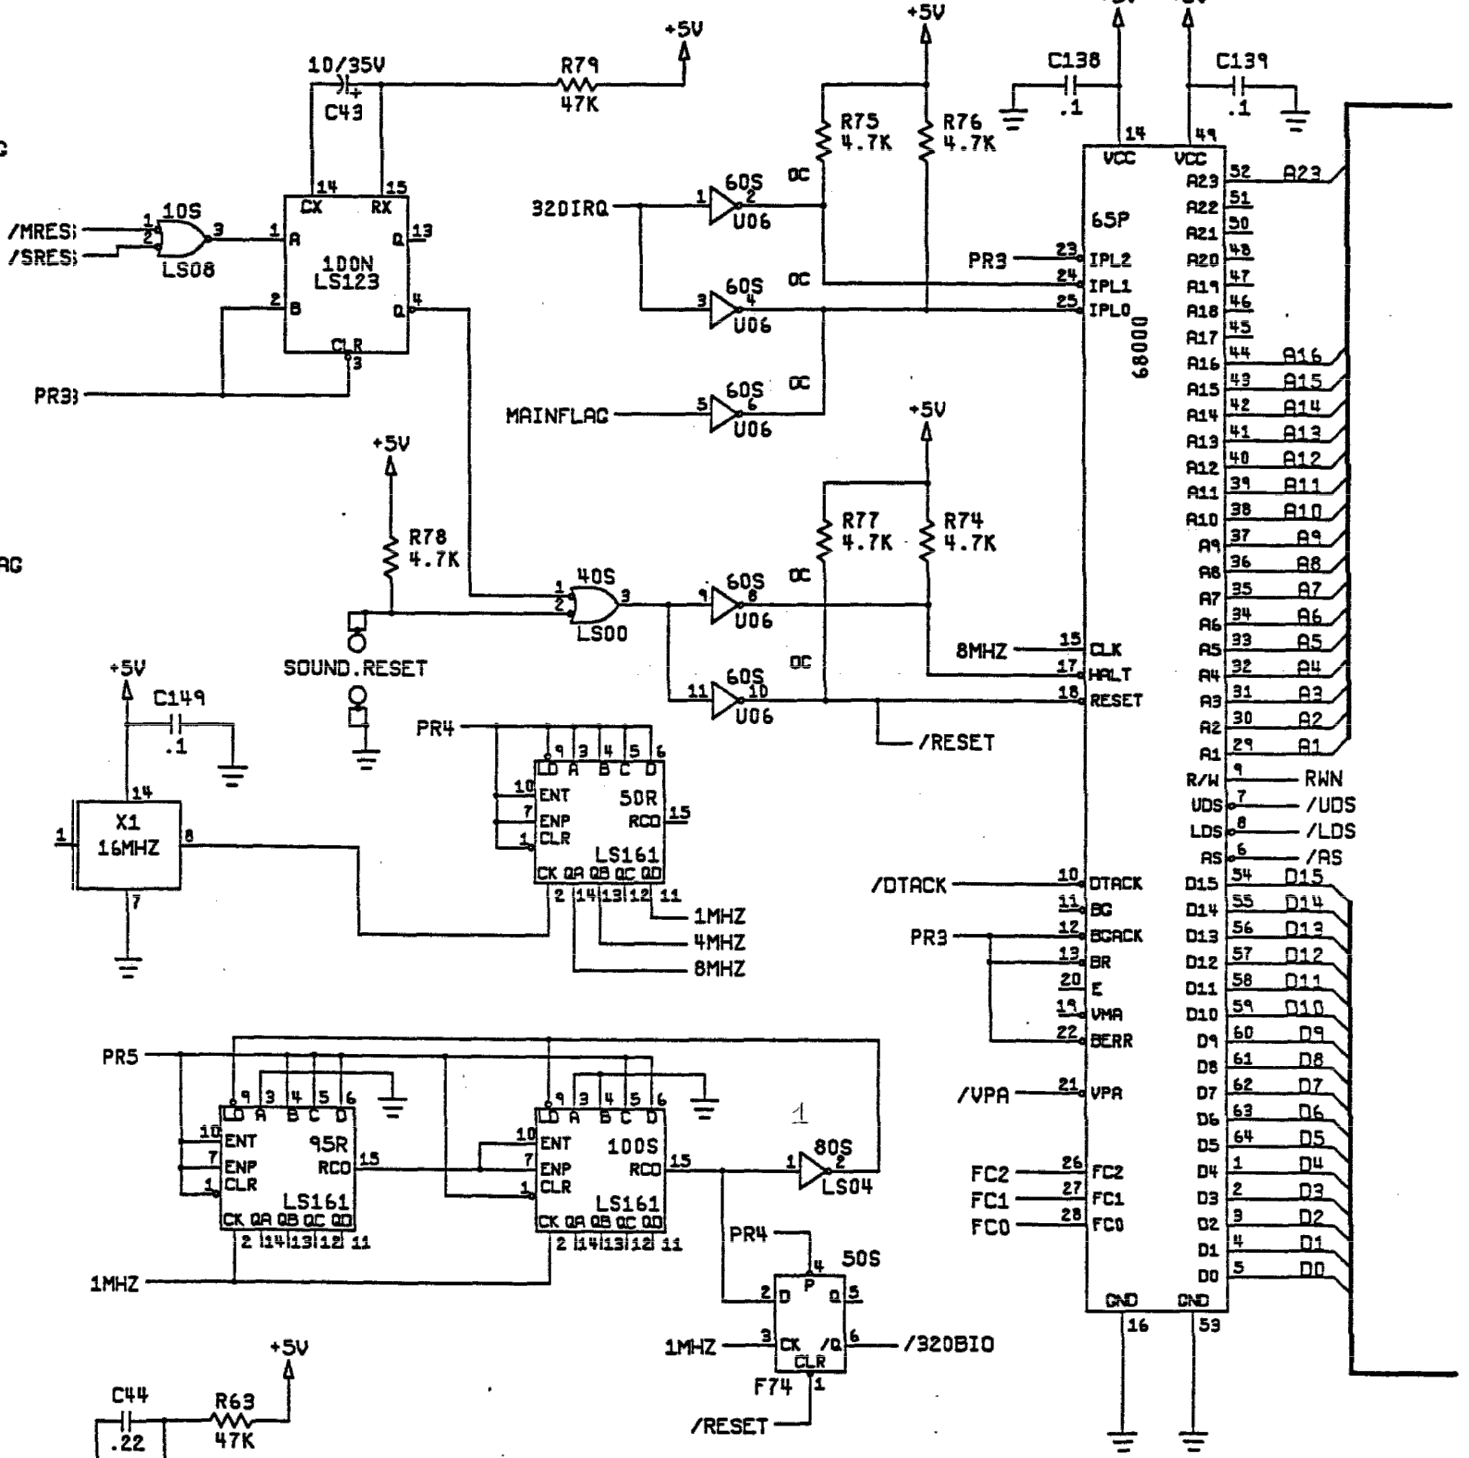 +5V
+5V
+5V
+5V
10/35V
C43
R79
47K
R75
4.7K
R76
4.7K
C138
.1
C139
.1
14
49
VCC
VCC
14
15
CX
RX
/MRES
/SRES
1
2
10S
3
LS08
1
A
Q
13
100N
LS123
2
B
Q
4
CLR
3
PR3
320IRQ
1
60S
2
U06
OC
3
60S
4
U06
OC
MAINFLAG
5
60S
6
U06
OC
65P
68000
PR3
23
IPL2
24
IPL1
25
IPL0
A23
52
A23
A22
51
A21
50
A20
48
A19
47
A18
46
A17
45
A16
44
A16
A15
43
A15
A14
42
A14
A13
41
A13
A12
40
A12
A11
39
A11
A10
38
A10
A9
37
A9
A8
36
A8
A7
35
A7
A6
34
A6
A5
33
A5
A4
32
A4
A3
31
A3
A2
30
A2
A1
29
A1
R/W
9
RWN
UDS
7
/UDS
LDS
8
/LDS
AS
6
/AS
+5V
R78
4.7K
SOUND.RESET
1
2
40S
3
LS00
+5V
R77
4.7K
R74
4.7K
9
60S
8
U06
OC
11
60S
10
U06
OC
/RESET
8MHZ
15
CLK
17
HALT
18
RESET
+5V
C149
.1
14
1
X1
16MHZ
8
7
PR4
9
3
4
5
6
LD
A
B
C
D
10
ENT
50R
7
ENP
RCO
15
1
CLR
LS161
CK
QA
QB
QC
QD
2
14
13
12
11
1MHZ
4MHZ
8MHZ
/DTACK
10
DTACK
11
BG
PR3
12
BGACK
13
BR
20
E
19
VMA
22
BERR
/VPA
21
VPA
FC2
26
FC2
FC1
27
FC1
FC0
28
FC0
D15
54
D15
D14
55
D14
D13
56
D13
D12
57
D12
D11
58
D11
D10
59
D10
D9
60
D9
D8
61
D8
D7
62
D7
D6
63
D6
D5
64
D5
D4
1
D4
D3
2
D3
D2
3
D2
D1
4
D1
D0
5
D0
GND
GND
16
53
PR5
9
3
4
5
6
LD
A
B
C
D
10
ENT
95R
7
ENP
RCO
15
1
CLR
LS161
CK
QA
QB
QC
QD
2
14
13
12
11
9
3
4
5
6
LD
A
B
C
D
10
ENT
100S
7
ENP
RCO
15
1
CLR
LS161
CK
QA
QB
QC
QD
2
14
13
12
11
1MHZ
1
1
80S
2
LS04
PR4
4
50S
P
2
D
Q
5
1MHZ
3
CK
/Q
6
/320BIO
CLR
F74
1
/RESET
+5V
C44
.22
R63
47K